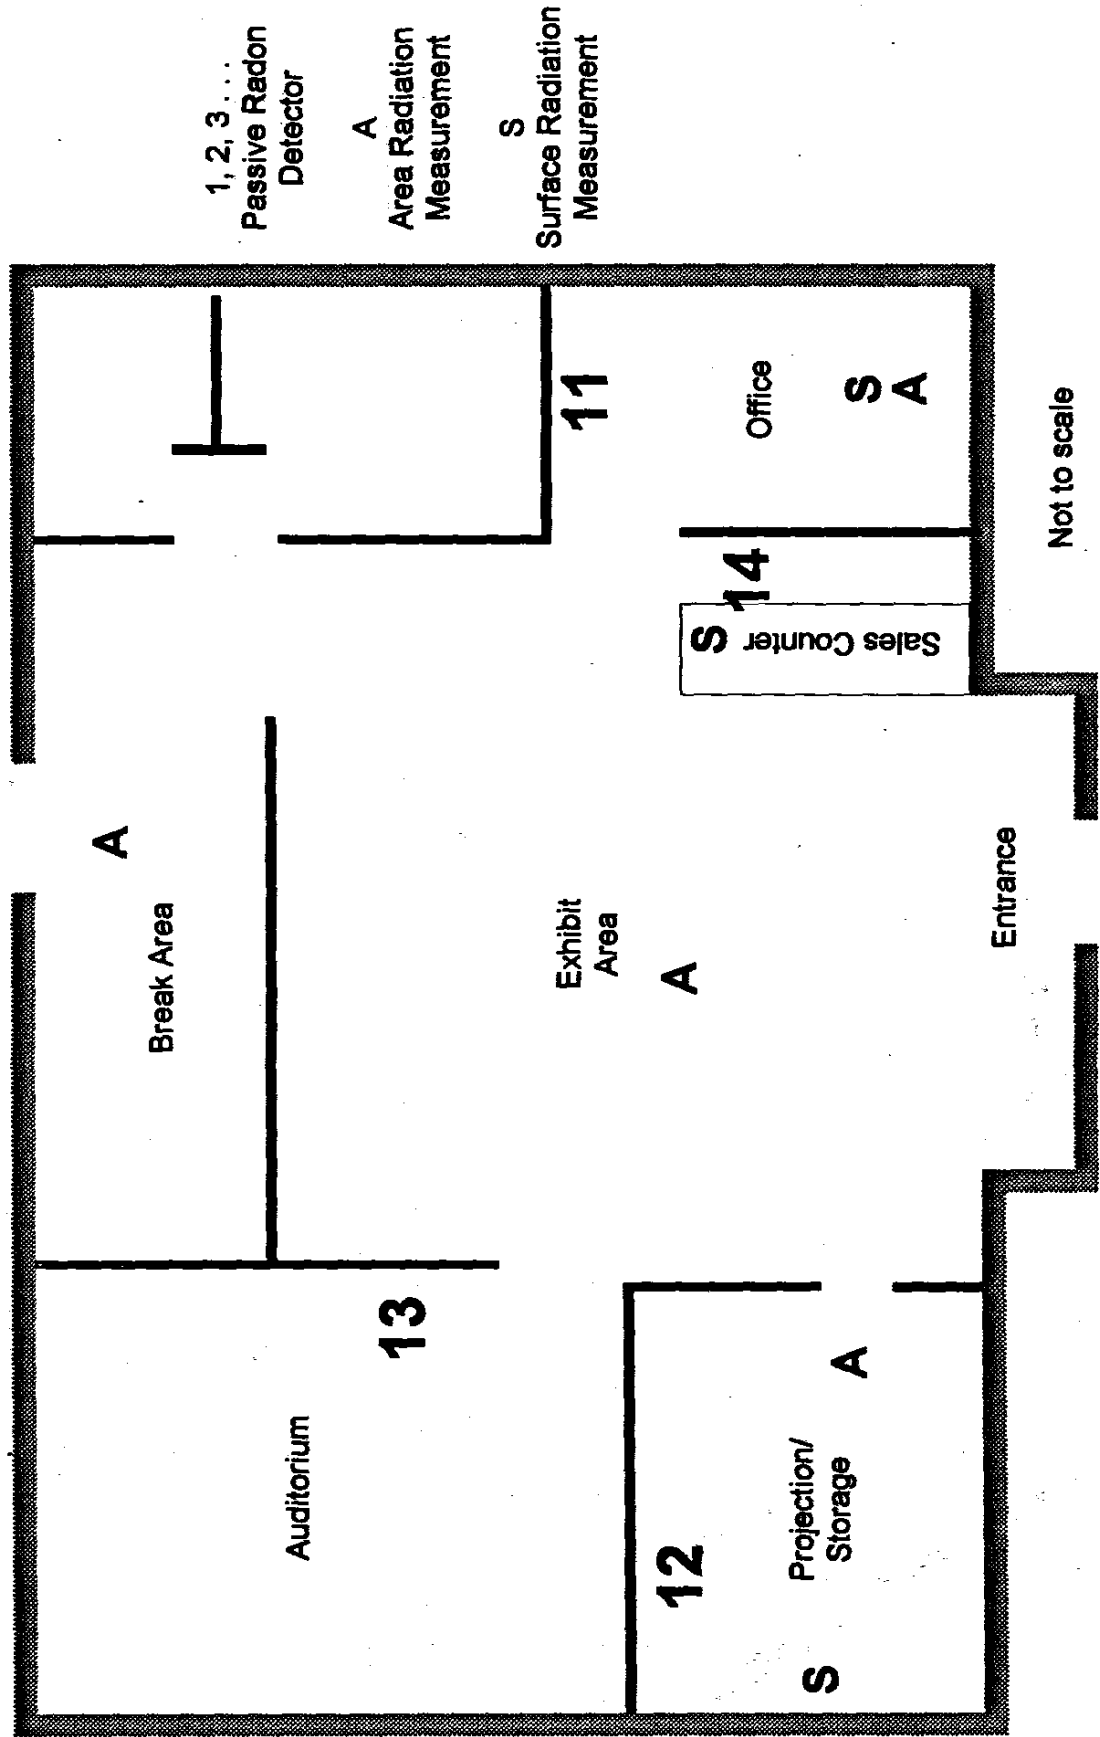 Auditorium
13
Break Area
A
12
Projection/
Storage
S
A
Exhibit
Area
A
Entrance
11
Office
S
A
14
S
Sales Counter
1, 2, 3 . . .
Passive Radon
Detector
A
Area Radiation
Measurement
S
Surface Radiation
Measurement
Not to scale